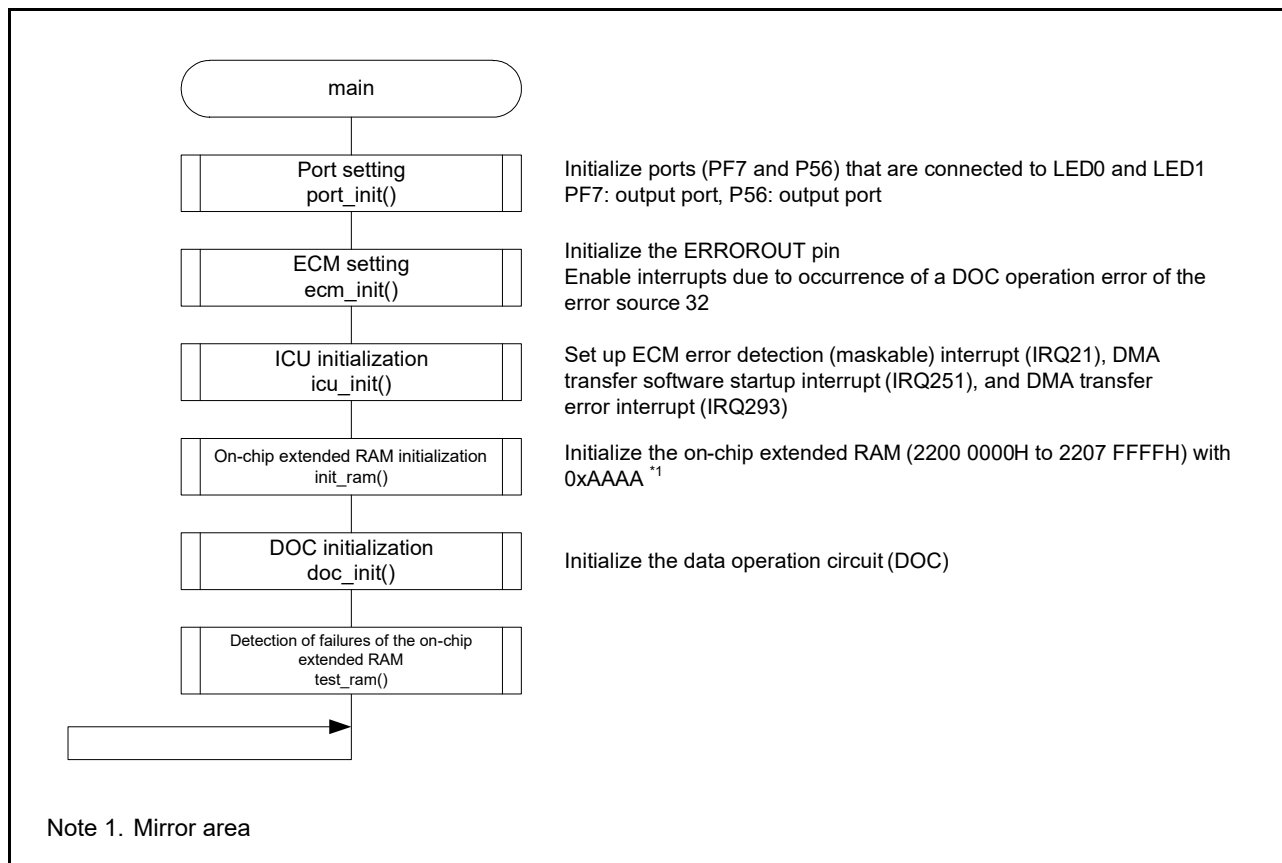 main
Port setting
port_init()
Initialize ports (PF7 and P56) that are connected to LED0 and LED1
PF7: output port, P56: output port
ECM setting
ecm_init()
Initialize the ERROROUT pin
Enable interrupts due to occurrence of a DOC operation error of the
error source 32
ICU initialization
icu_init()
Set up ECM error detection (maskable) interrupt (IRQ21), DMA
transfer software startup interrupt (IRQ251), and DMA transfer
error interrupt (IRQ293)
On-chip extended RAM initialization
init_ram()
Initialize the on-chip extended RAM (2200 0000H to 2207 FFFFH) with
0xAAAA *1
DOC initialization
doc_init()
Initialize the data operation circuit (DOC)
Detection of failures of the on-chip
extended RAM
test_ram()
Note 1. Mirror area